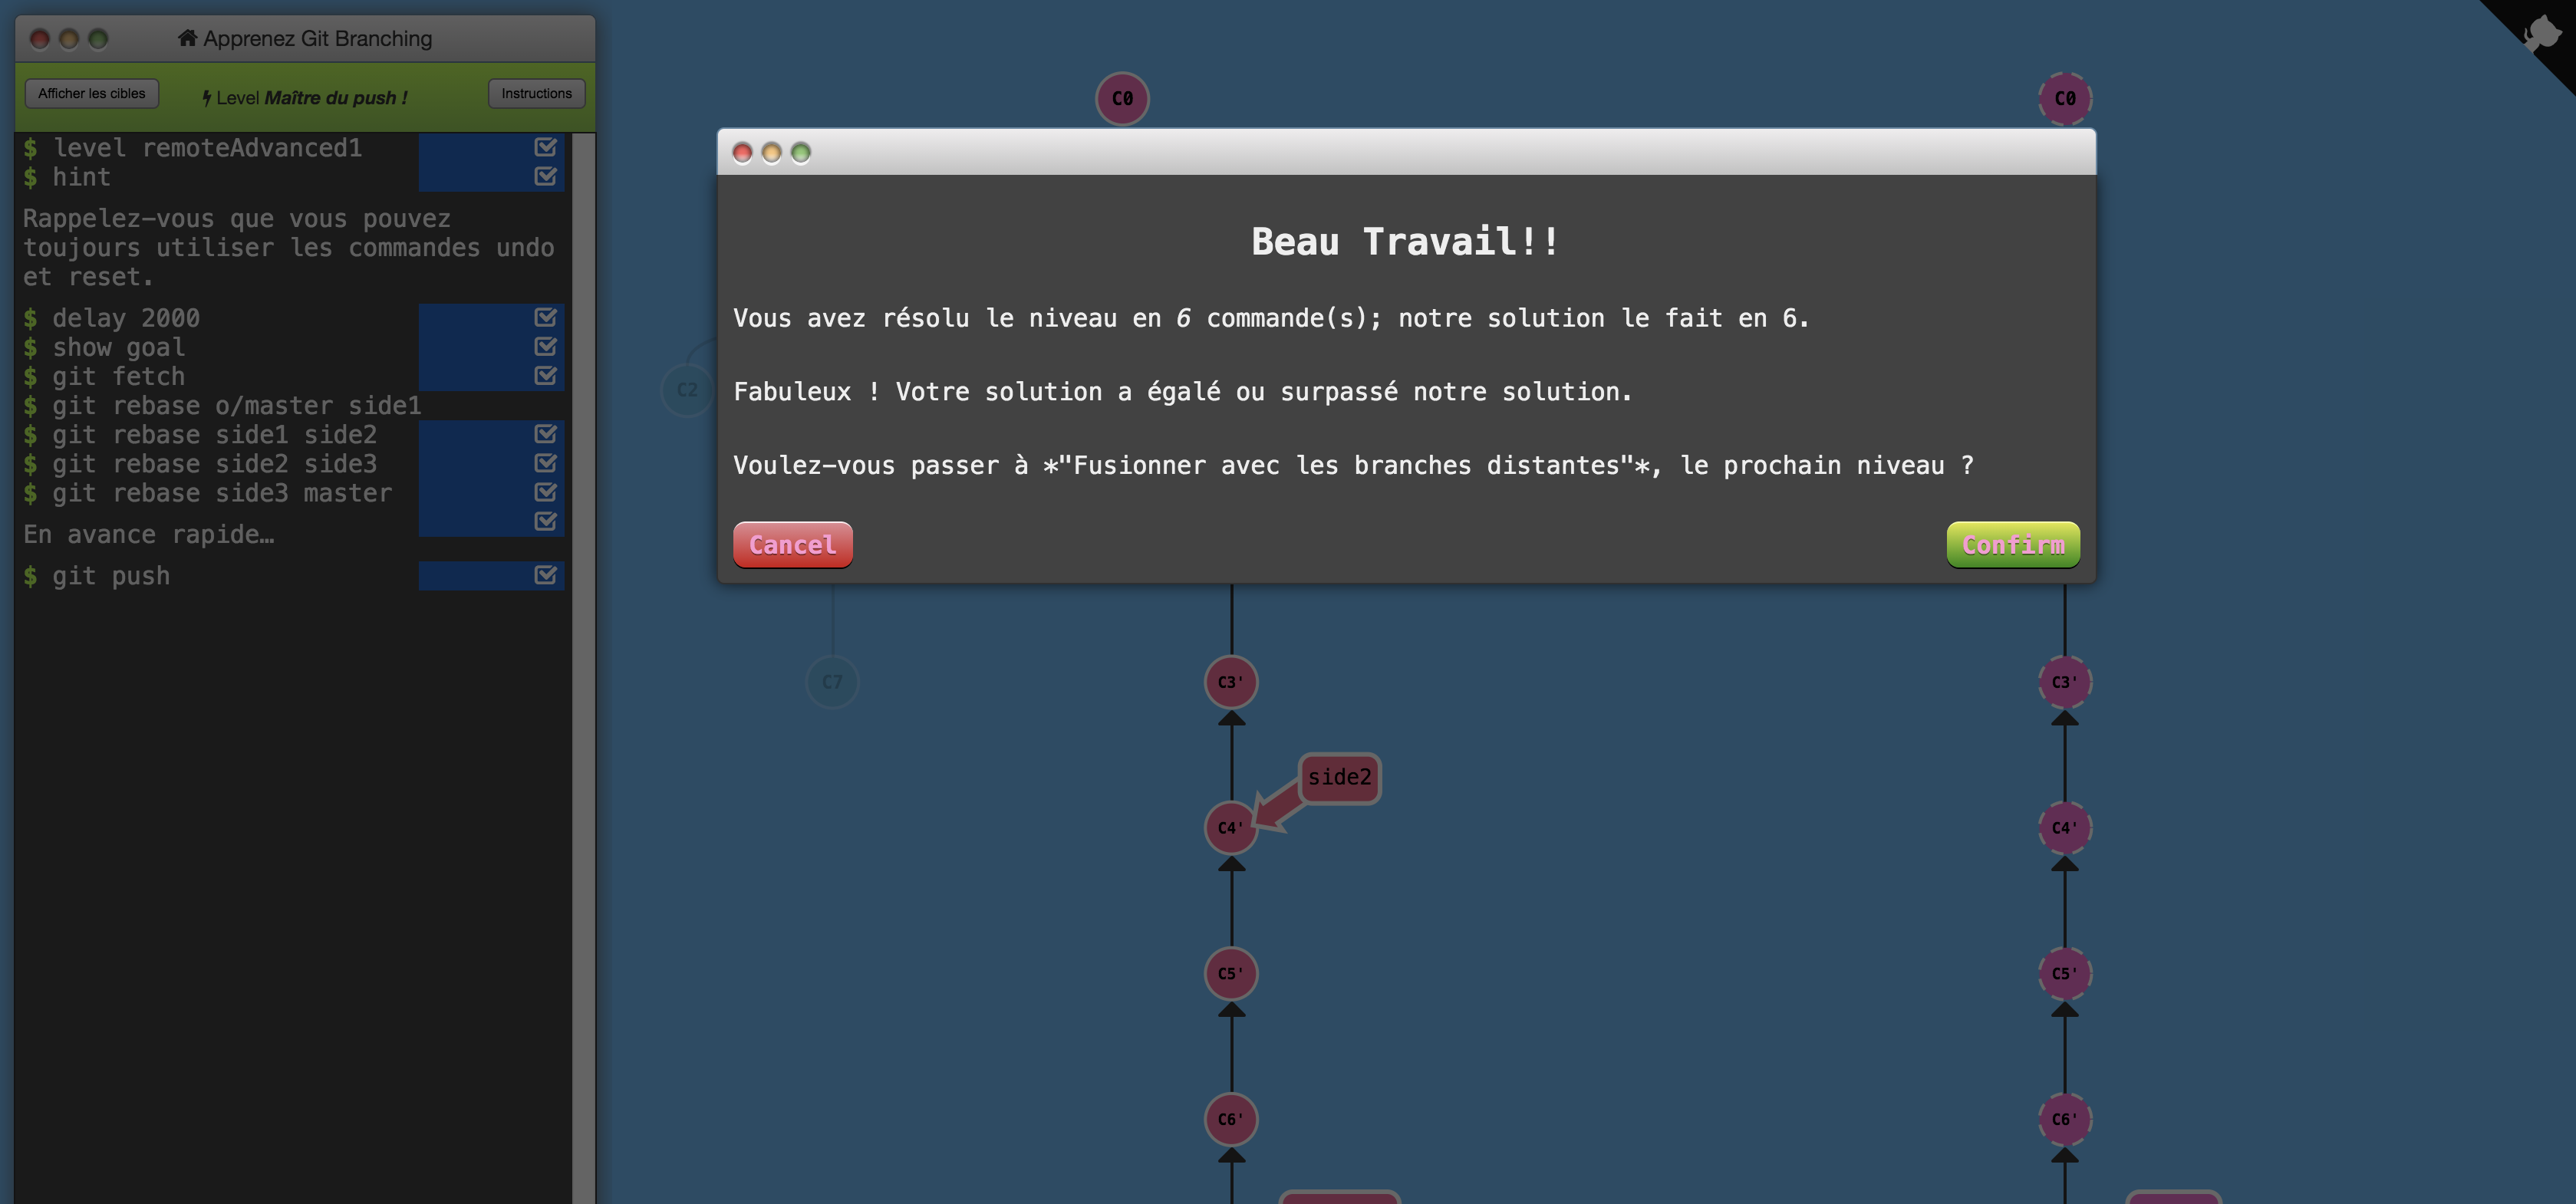 Apprenez Git Branching
Afficher les cibles
Level Maître du push !
Instructions
$ level remoteAdvanced1
$ hint
Rappelez-vous que vous pouvez
toujours utiliser les commandes undo
et reset.
$ delay 2000
$ show goal
$ git fetch
$ git rebase o/master side1
$ git rebase side1 side2
$ git rebase side2 side3
$ git rebase side3 master
En avance rapide…
$ git push
C0
C0
Beau Travail!!
Vous avez résolu le niveau en 6 commande(s); notre solution le fait en 6.
Fabuleux ! Votre solution a égalé ou surpassé notre solution.
Voulez-vous passer à *"Fusionner avec les branches distantes"*, le prochain niveau ?
Cancel
Confirm
C2
C7
C3'
C3'
side2
C4'
C4'
C5'
C5'
C6'
C6'